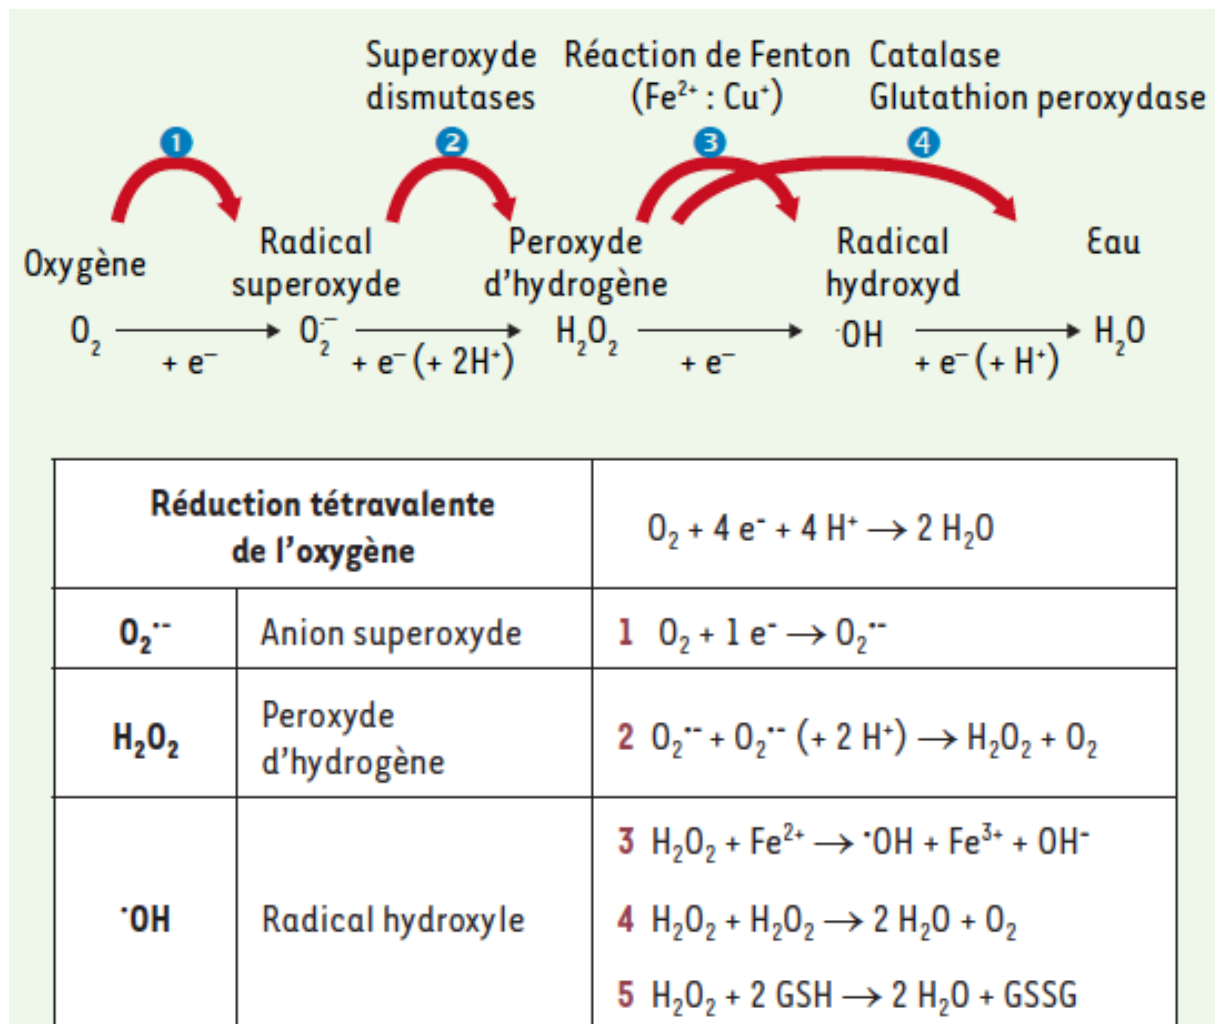 Superoxyde Réaction de Fenton Catalase
dismutases (Fe²⁺ : Cu⁺) Glutathion peroxydase
1 2 3 4
Radical Peroxyde Radical Eau
Oxygène superoxyde d'hydrogène hydroxyd
O₂ → O₂·⁻ → H₂O₂ → ·OH → H₂O
+ e⁻ + e⁻ (+ 2H⁺) + e⁻ + e⁻ (+ H⁺)
Réduction tétravalente
de l'oxygène
O₂ + 4 e⁻ + 4 H⁺ → 2 H₂O
O₂•⁻ Anion superoxyde 1 O₂ + 1 e⁻ → O₂•⁻
H₂O₂ Peroxyde
d'hydrogène
2 O₂•⁻ + O₂•⁻ (+ 2 H⁺) → H₂O₂ + O₂
3 H₂O₂ + Fe²⁺ → •OH + Fe³⁺ + OH⁻
•OH Radical hydroxyle 4 H₂O₂ + H₂O₂ → 2 H₂O + O₂
5 H₂O₂ + 2 GSH → 2 H₂O + GSSG